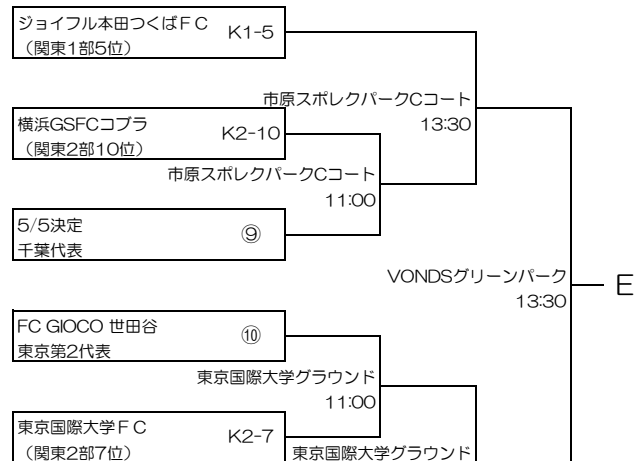 ジョイフル本田つくばＦＣ
（関東1部5位）
K1-5
市原スポレクパークCコート
13:30
横浜GSFCコブラ
（関東2部10位）
K2-10
市原スポレクパークCコート
11:00
5/5決定
千葉代表
⑨
VONDSグリーンパーク
13:30
E
FC GIOCO 世田谷
東京第2代表
⑩
東京国際大学グラウンド
11:00
東京国際大学ＦＣ
（関東2部7位）
K2-7
東京国際大学グラウンド